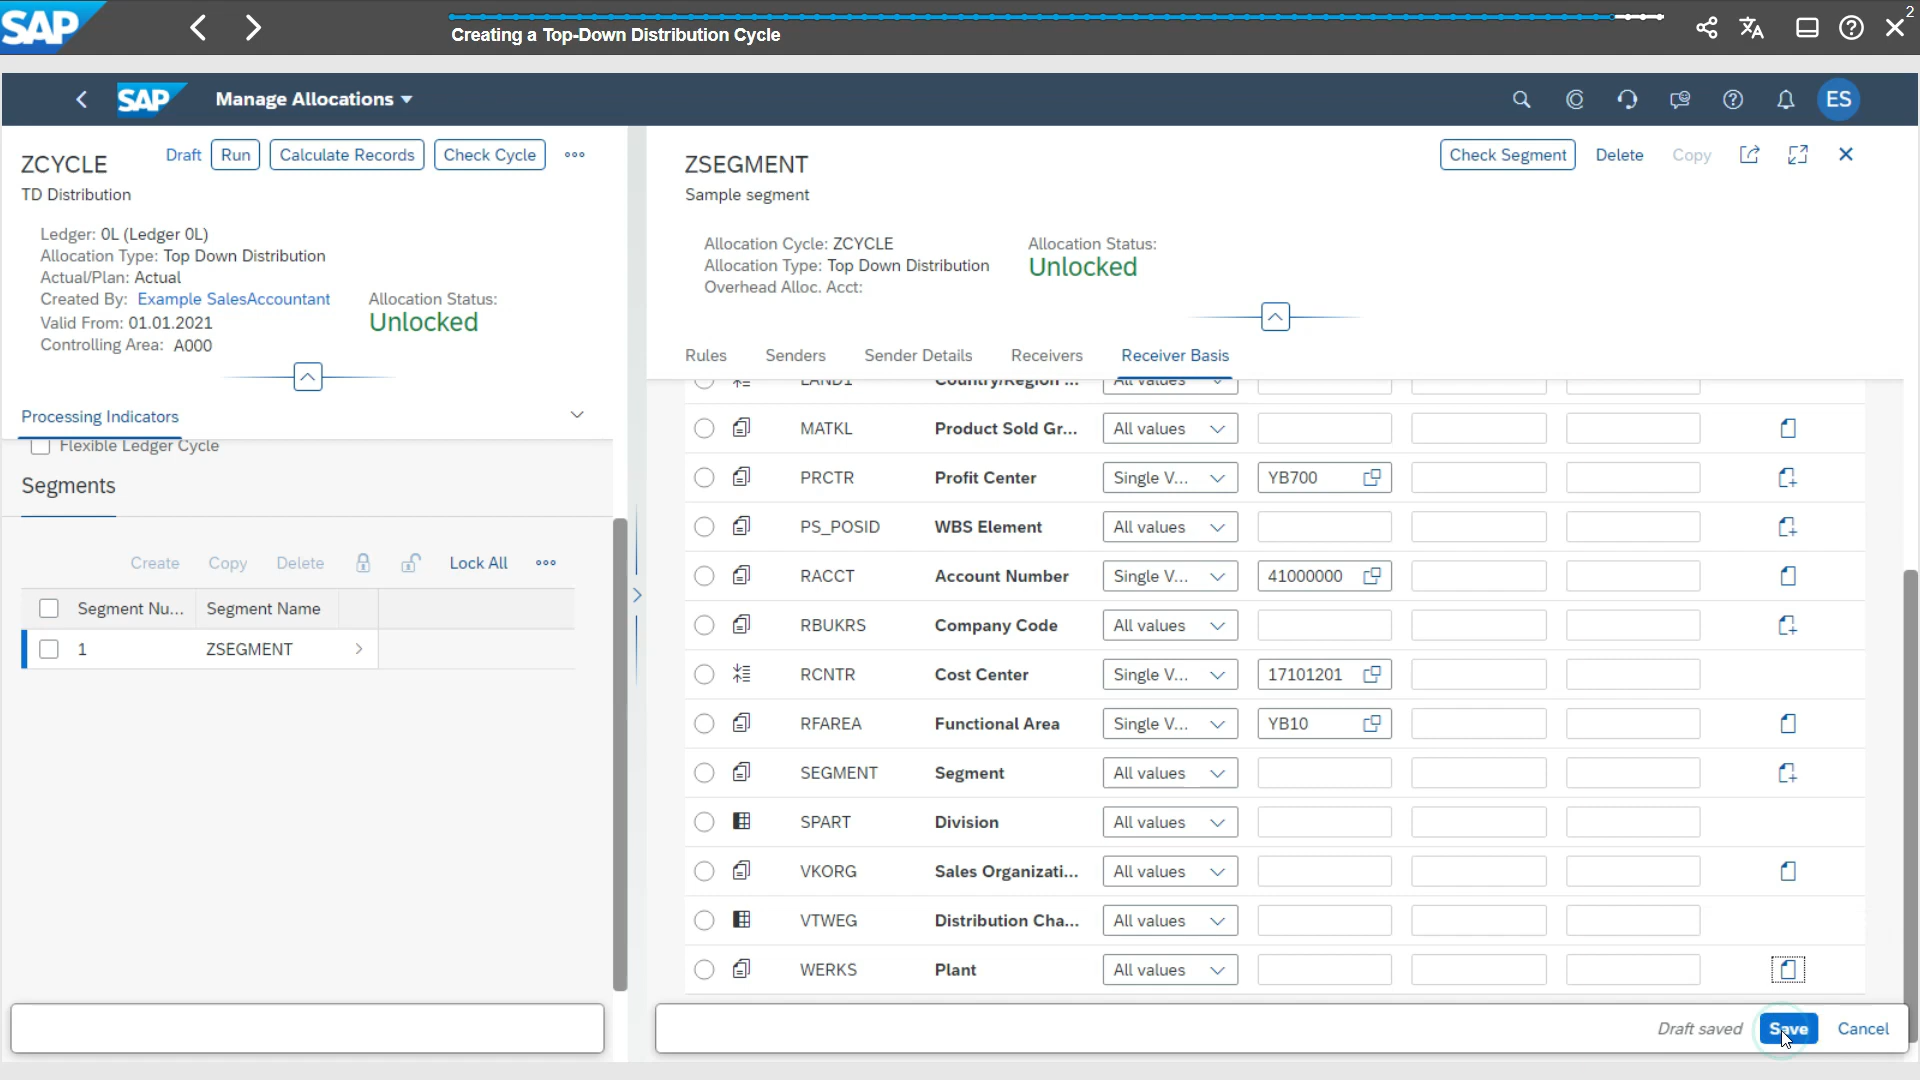 SAP
Creating a Top-Down Distribution Cycle
2
SAP
Manage Allocations
ES
ZCYCLE
Draft
Run
Calculate Records
Check Cycle
TD Distribution
Ledger: 0L (Ledger 0L)
Allocation Type: Top Down Distribution
Actual/Plan: Actual
Created By: Example SalesAccountant
Valid From: 01.01.2021
Controlling Area: A000
Allocation Status:
Unlocked
Processing Indicators
Flexible Ledger Cycle
Segments
Create Copy Delete Lock All
Segment Nu... Segment Name
1 ZSEGMENT
ZSEGMENT
Check Segment Delete Copy
Sample segment
Allocation Cycle: ZCYCLE
Allocation Type: Top Down Distribution
Overhead Alloc. Acct:
Allocation Status:
Unlocked
Rules Senders Sender Details Receivers Receiver Basis
LAND1 Country/Region ... All values
MATKL Product Sold Gr... All values
PRCTR Profit Center Single V... YB700
PS_POSID WBS Element All values
RACCT Account Number Single V... 41000000
RBUKRS Company Code All values
RCNTR Cost Center Single V... 17101201
RFAREA Functional Area Single V... YB10
SEGMENT Segment All values
SPART Division All values
VKORG Sales Organizati... All values
VTWEG Distribution Cha... All values
WERKS Plant All values
Draft saved Save Cancel